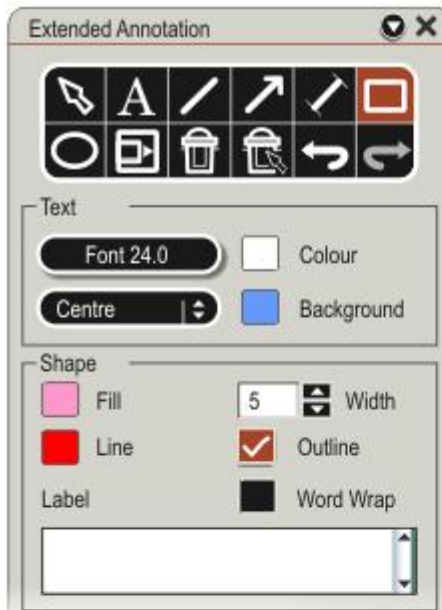 Extended Annotation
A
Text
Font 24.0
Colour
Centre
Background
Shape
Fill
5
Width
Line
Outline
Label
Word Wrap